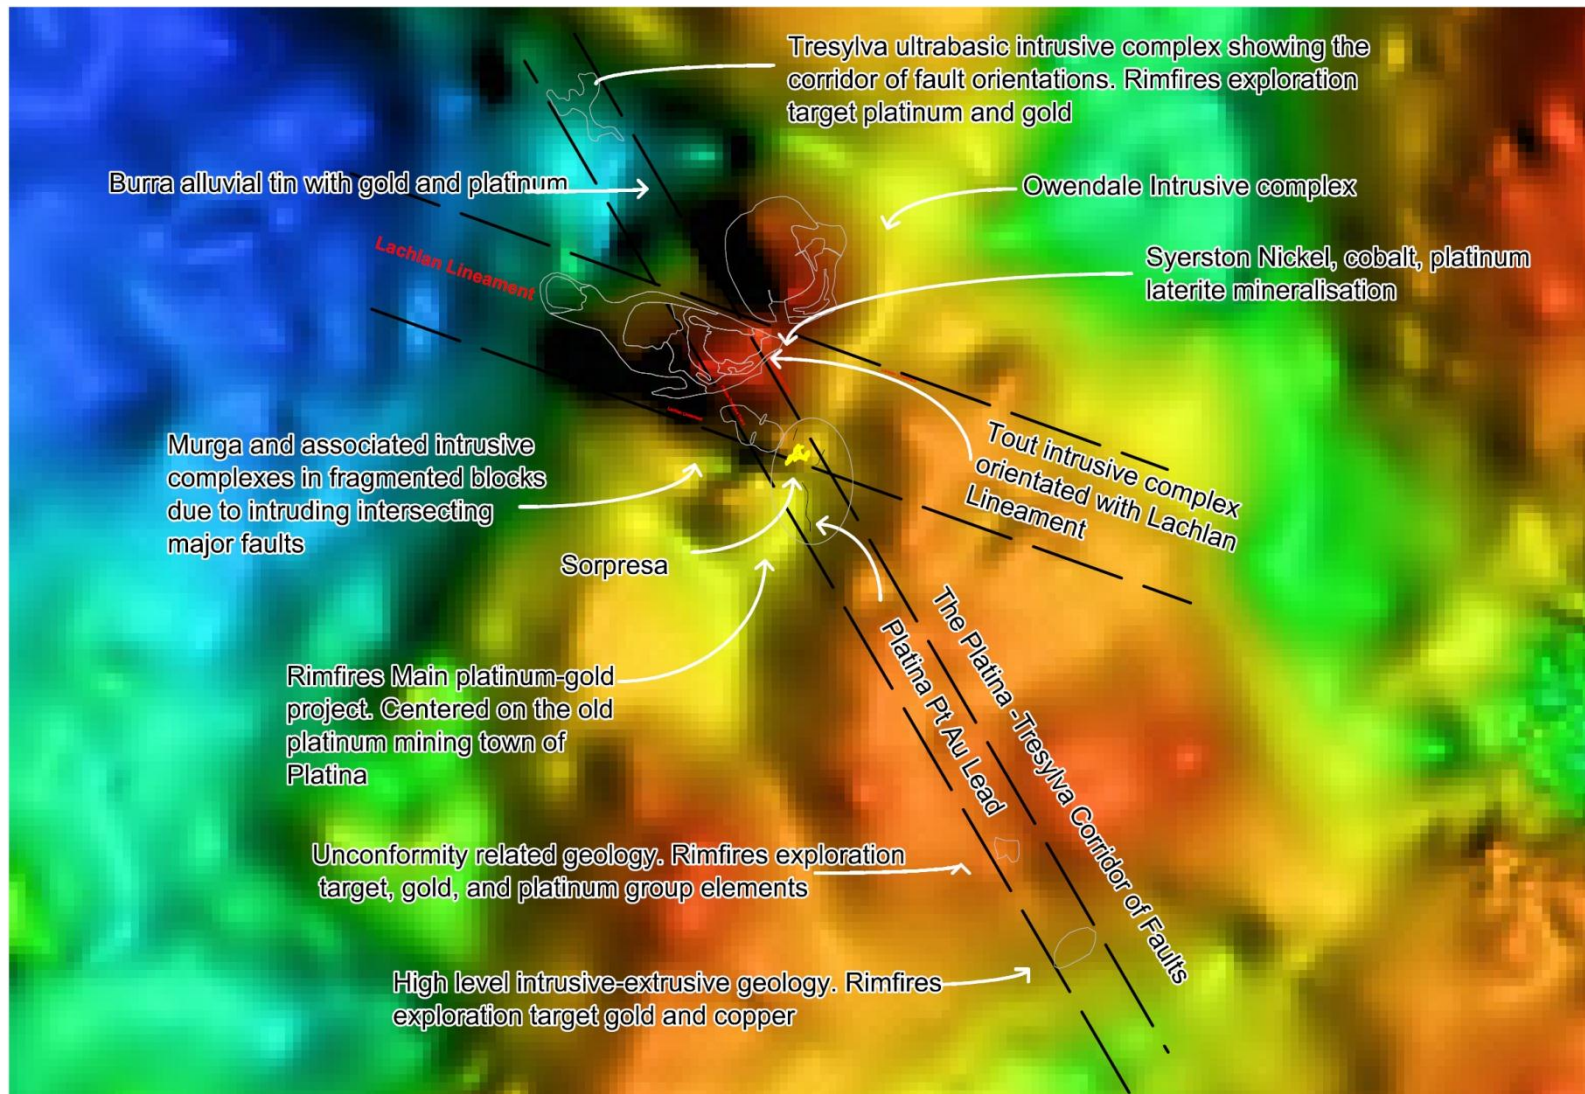 Tresylva ultrabasic intrusive complex showing the
corridor of fault orientations. Rimfires exploration
target platinum and gold
Burra alluvial tin with gold and platinum
Owendale Intrusive complex
Lachlan Lineament
Syerston Nickel, cobalt, platinum
laterite mineralisation
Murga and associated intrusive
complexes in fragmented blocks
due to intruding intersecting
major faults
Tout intrusive complex
orientated with Lachlan
Lineament
Sorpresa
Rimfires Main platinum-gold
project. Centered on the old
platinum mining town of
Platina
Platina Pt Au Lead
The Platina -Tresylva Corridor of Faults
Unconformity related geology. Rimfires exploration
target, gold, and platinum group elements
High level intrusive-extrusive geology. Rimfires
exploration target gold and copper